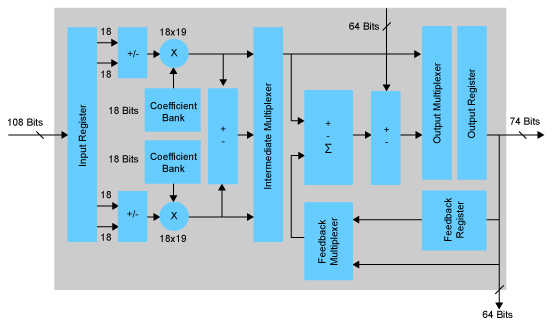 64 Bits
18
18
+/-
18x19
X
108 Bits
Input Register
18 Bits
Coefficient
Bank
18 Bits
Coefficient
Bank
18
18
+/-
X
18x19
+
-
Intermediate Multiplexer
+
-
Σ
+
-
Output Multiplexer
Output Register
74 Bits
Feedback
Multiplexer
Feedback
Register
64 Bits